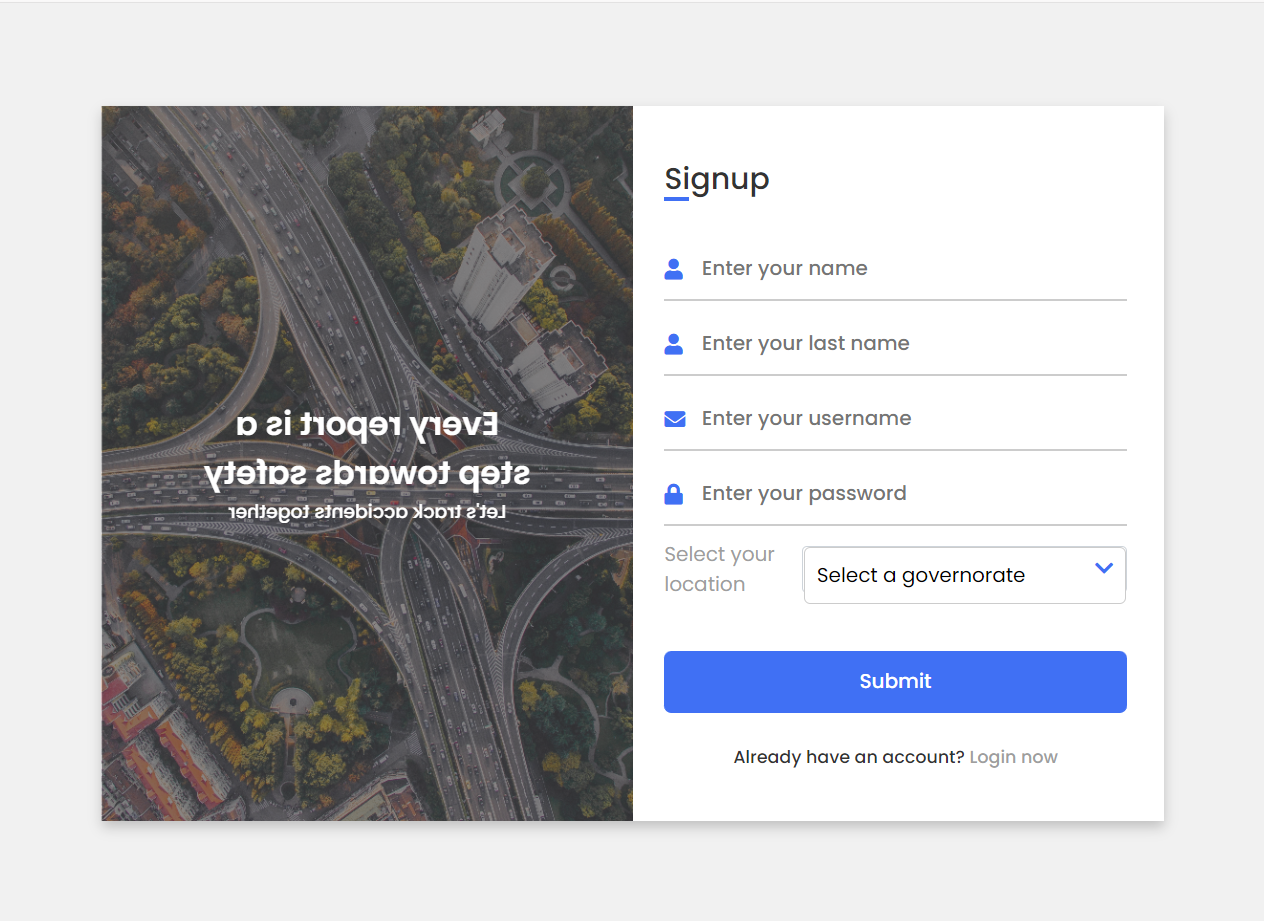 Every report is a
step towards safety
Let's track accidents together
Signup
Enter your name
Enter your last name
Enter your username
Enter your password
Select your
location
Select a governorate
Submit
Already have an account? Login now